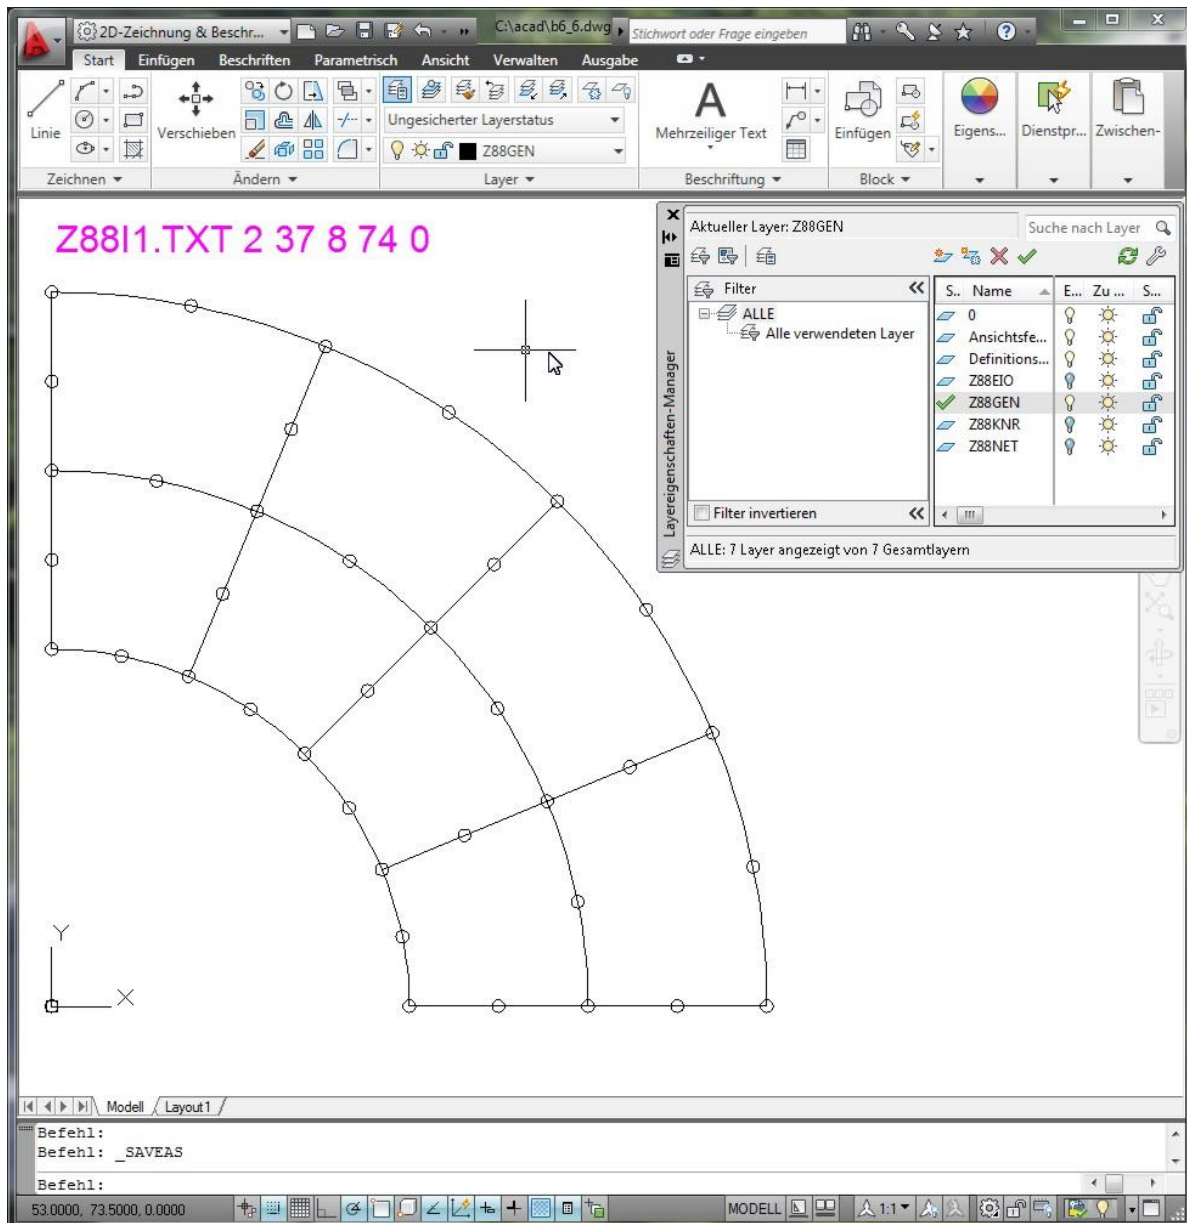 2D-Zeichnung & Beschr...
C:\acad\b6_6.dwg
Stichwort oder Frage eingeben
Start Einfügen Beschriften Parametrisch Ansicht Verwalten Ausgabe
Linie
Verschieben
Ungesicherter Layerstatus
Z88GEN
A
Mehrzeiliger Text
Einfügen
Eigens...
Dienstpr...
Zwischen-
Zeichnen
Ändern
Layer
Beschriftung
Block
Z88I1.TXT 2 37 8 74 0
Aktueller Layer: Z88GEN
Suche nach Layer
Filter
ALLE
Alle verwendeten Layer
Filter invertieren
S.. Name E... Zu ... S...
0
Ansichtsfe...
Definitions...
Z88EIO
Z88GEN
Z88KNR
Z88NET
ALLE: 7 Layer angezeigt von 7 Gesamtlayern
Layereigenschaften-Manager
Y
X
Modell Layout1
Befehl:
Befehl: _SAVEAS
Befehl:
53.0000, 73.5000, 0.0000
MODELL
1:1